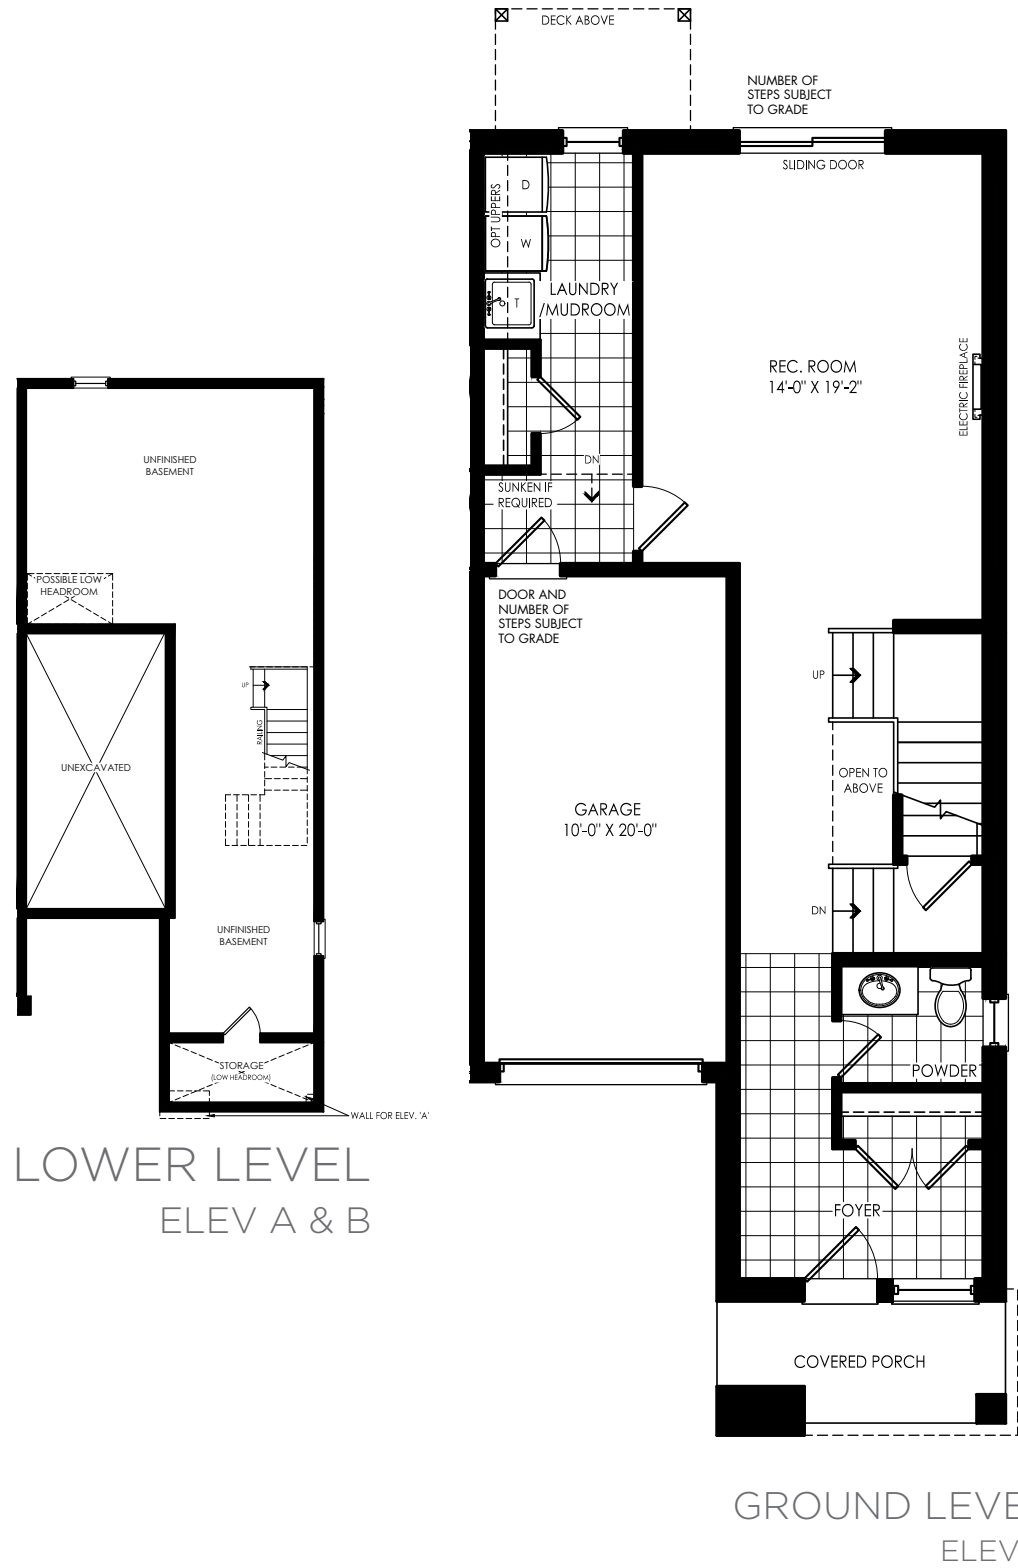 DECK ABOVE
NUMBER OF
STEPS SUBJECT
TO GRADE
SLIDING DOOR
OPT UPPERS
D
W
T
LAUNDRY
/MUDROOM
REC. ROOM
14'-0" X 19'-2"
ELECTRIC FIREPLACE
DN
SUNKEN IF
REQUIRED
DOOR AND
NUMBER OF
STEPS SUBJECT
TO GRADE
UP
OPEN TO
ABOVE
GARAGE
10'-0" X 20'-0"
DN
POWDER
FOYER
COVERED PORCH
GROUND LEVE
ELEV
UNFINISHED
BASEMENT
POSSIBLE LOW
HEADROOM
UP
RAILING
UNEXCAVATED
UNFINISHED
BASEMENT
STORAGE
(LOW HEADROOM)
WALL FOR ELEV. 'A'
LOWER LEVEL
ELEV A & B